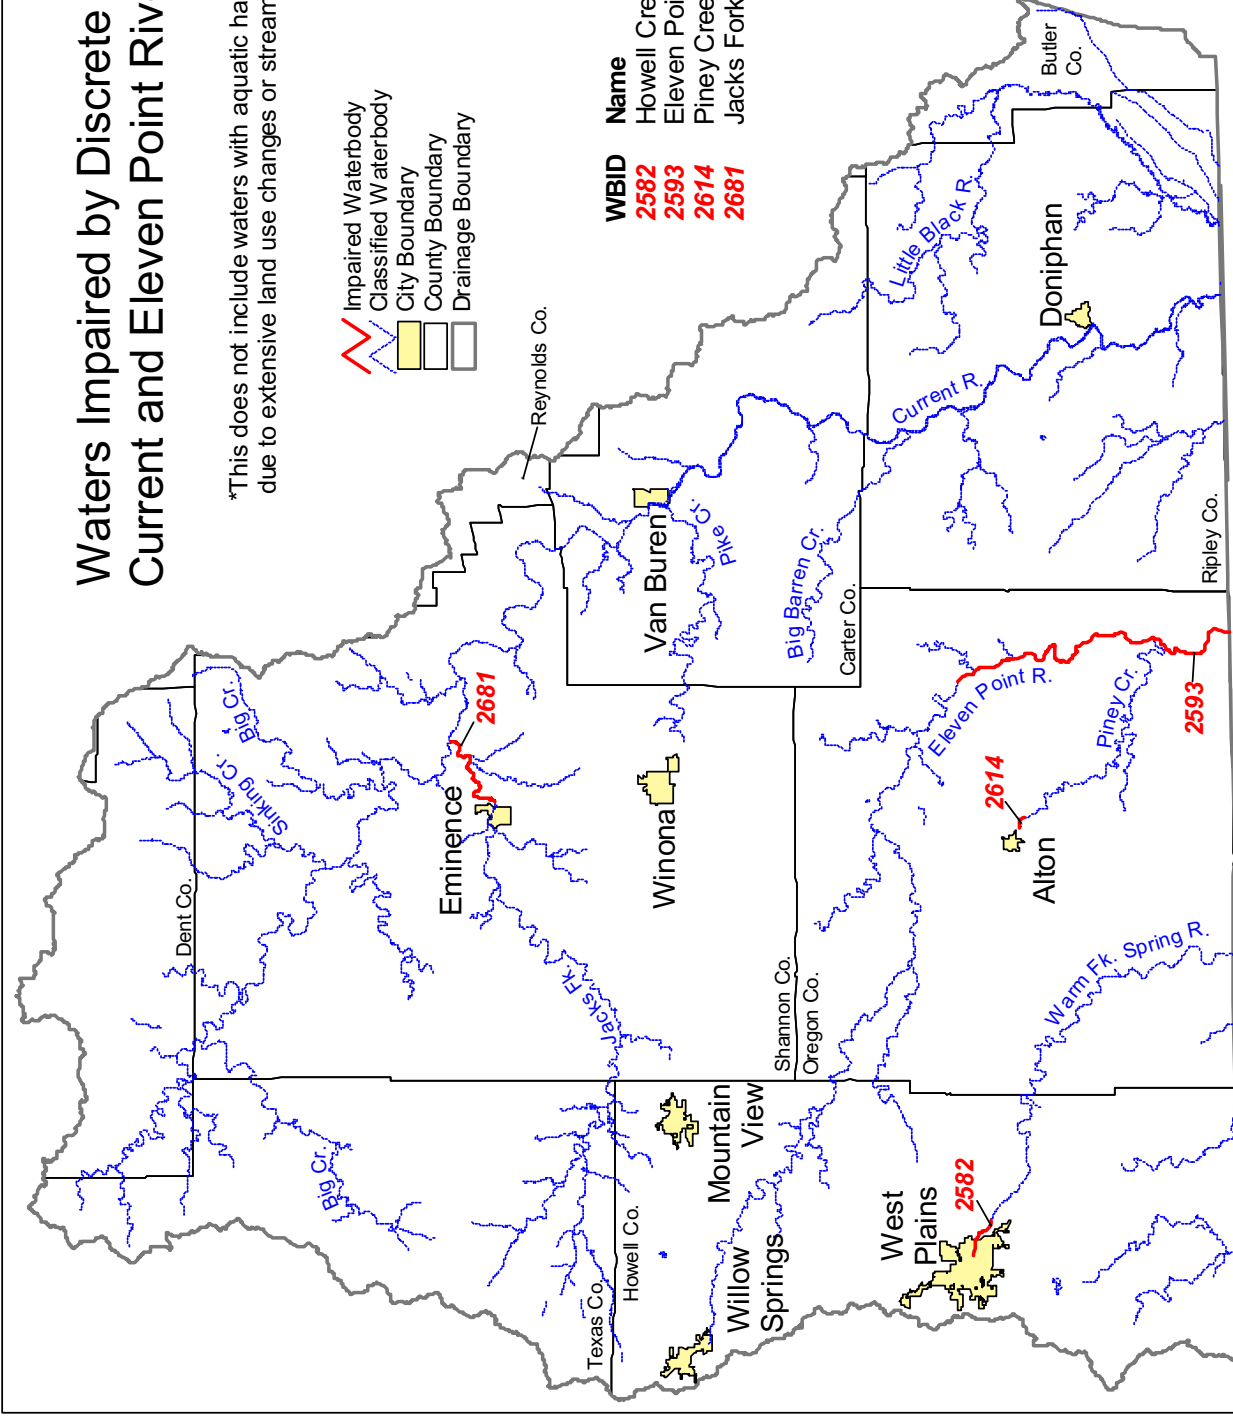 Waters Impaired by Discrete
Current and Eleven Point Riv
*This does not include waters with aquatic ha
due to extensive land use changes or stream
Impaired Waterbody
Classified Waterbody
City Boundary
County Boundary
Drainage Boundary
WBID Name
2582 Howell Cre
2593 Eleven Poi
2614 Piney Cree
2681 Jacks Fork
Reynolds Co.
Butler
Co.
Little Black R.
Doniphan
Current R.
Ripley Co.
Van Buren
Pike Cr.
Big Barren Cr.
Carter Co.
Big Cr.
Sinking Cr.
Dent Co.
2681
Eminence
Winona
Jacks Fk.
Eleven Point R.
Piney Cr.
2593
2614
Alton
Shannon Co.
Oregon Co.
Warm Fk. Spring R.
Big Cr.
Texas Co.
Howell Co.
Mountain
View
Willow
Springs
West
Plains
2582